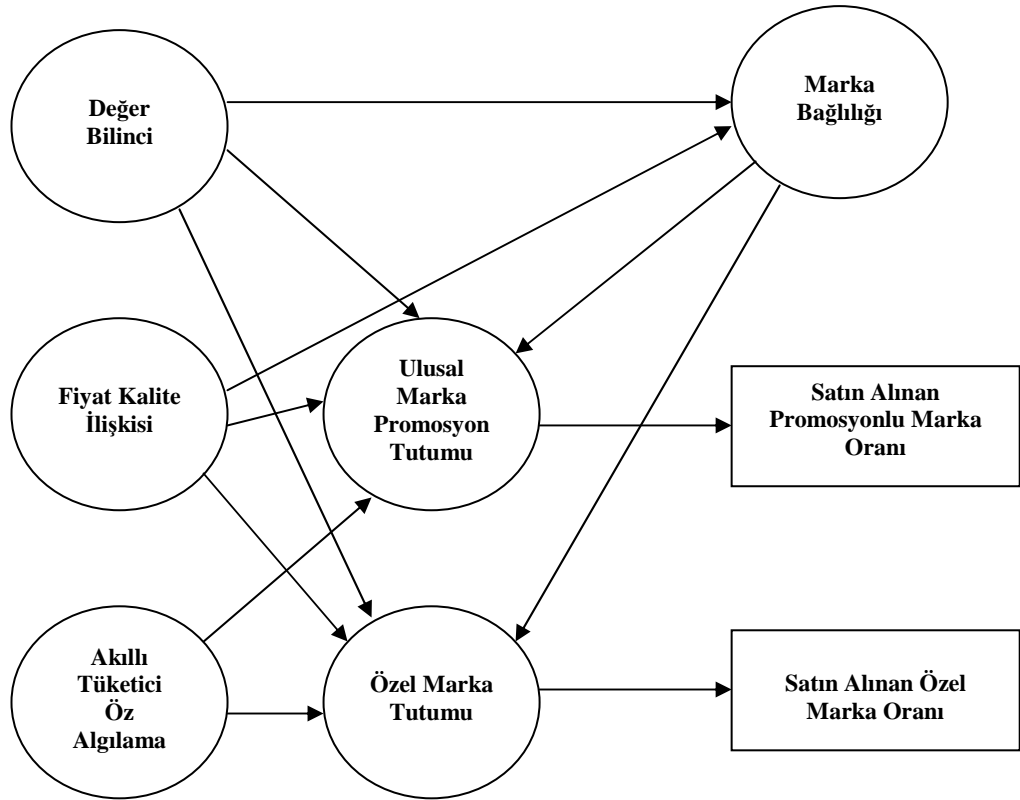 Değer
Bilinci
Marka
Bağlılığı
Fiyat Kalite
İlişkisi
Ulusal
Marka
Promosyon
Tutumu
Satın Alınan
Promosyonlu Marka
Oranı
Akıllı
Tüketici
Öz
Algılama
Özel Marka
Tutumu
Satın Alınan Özel
Marka Oranı